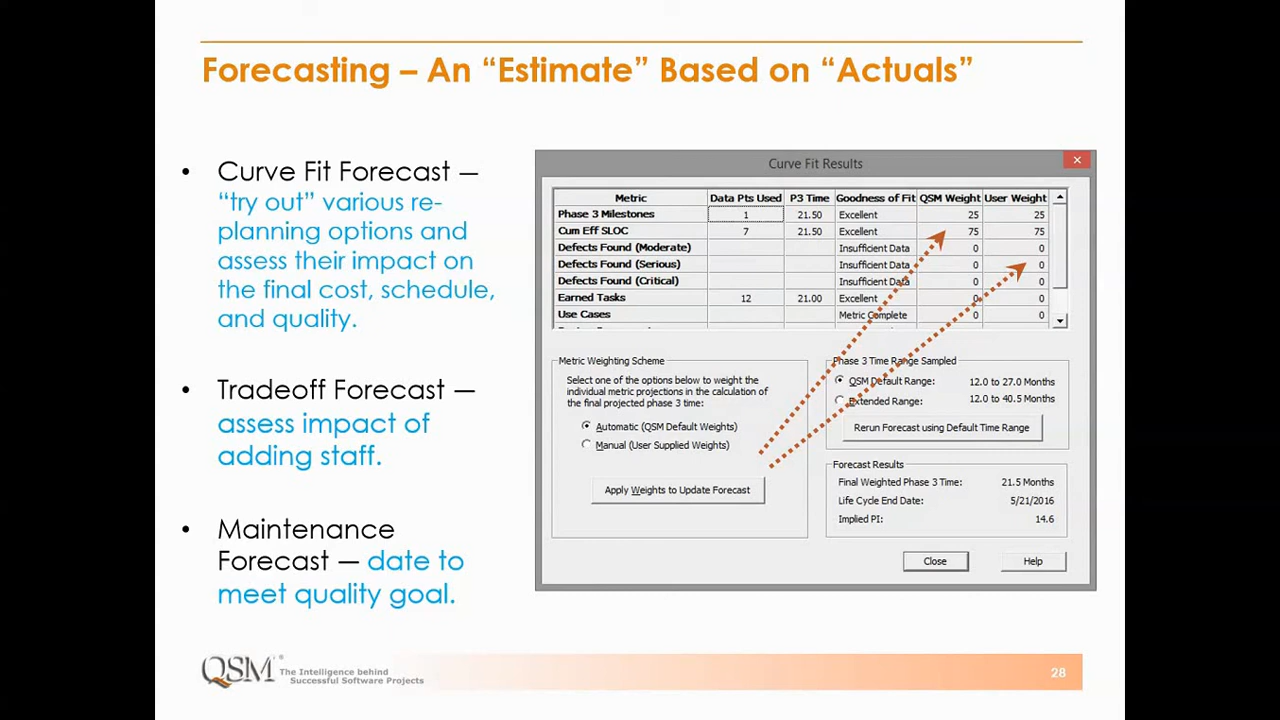 Forecasting – An “Estimate” Based on “Actuals”
• Curve Fit Forecast —
“try out” various re-
planning options and
assess their impact on
the final cost, schedule,
and quality.
• Tradeoff Forecast —
assess impact of
adding staff.
• Maintenance
Forecast — date to
meet quality goal.
Curve Fit Results
Metric Data Pts Used P3 Time Goodness of Fit QSM Weight User Weight
Phase 3 Milestones 1 21.50 Excellent 25 25
Cum Eff SLOC 7 21.50 Excellent 75 75
Defects Found (Moderate) Insufficient Data 0 0
Defects Found (Serious) Insufficient Data 0 0
Defects Found (Critical) Insufficient Data 0 0
Earned Tasks 12 21.00 Excellent 0 0
Use Cases Metric Complete 0 0
Metric Weighting Scheme
Select one of the options below to weight the
individual metric projections in the calculation of
the final projected phase 3 time:
Automatic (QSM Default Weights)
Manual (User Supplied Weights)
Apply Weights to Update Forecast
Phase 3 Time Range Sampled
QSM Default Range: 12.0 to 27.0 Months
Extended Range: 12.0 to 40.5 Months
Rerun Forecast using Default Time Range
Forecast Results
Final Weighted Phase 3 Time: 21.5 Months
Life Cycle End Date: 5/21/2016
Implied PI: 14.6
Close Help
QSM® The Intelligence behind
Successful Software Projects
28